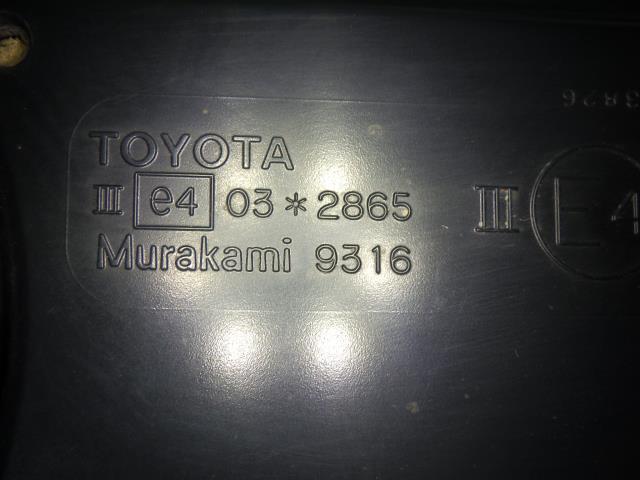 TOYOTA
III e4 03*2865
Murakami 9316
III E4